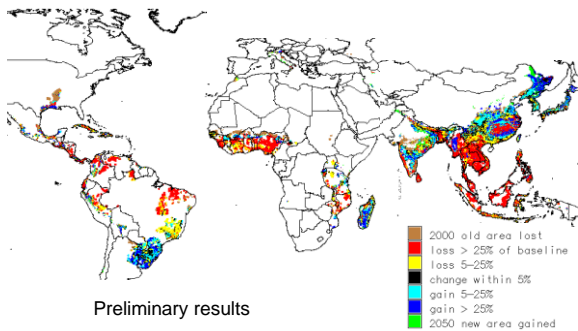 2000 old area lost
loss > 25% of baseline
loss 5-25%
change within 5%
gain 5-25%
gain > 25%
2050 new area gained
Preliminary results